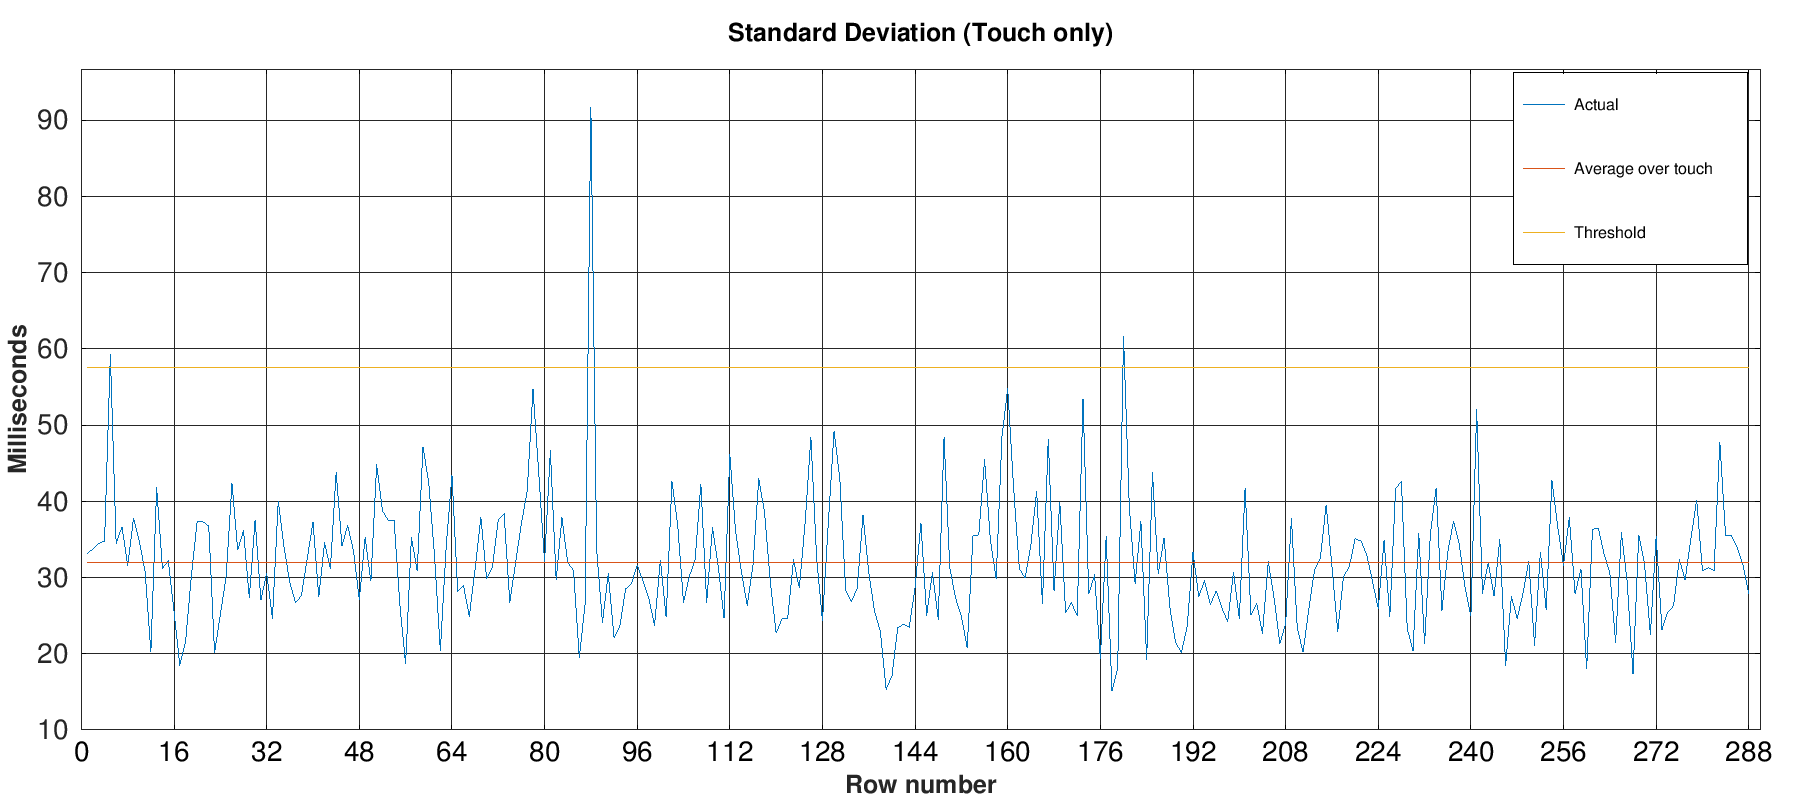 Standard Deviation (Touch only)
Actual
Average over touch
Threshold
90
80
70
60
50
40
30
20
10
Milliseconds
0 16 32 48 64 80 96 112 128 144 160 176 192 208 224 240 256 272 288
Row number